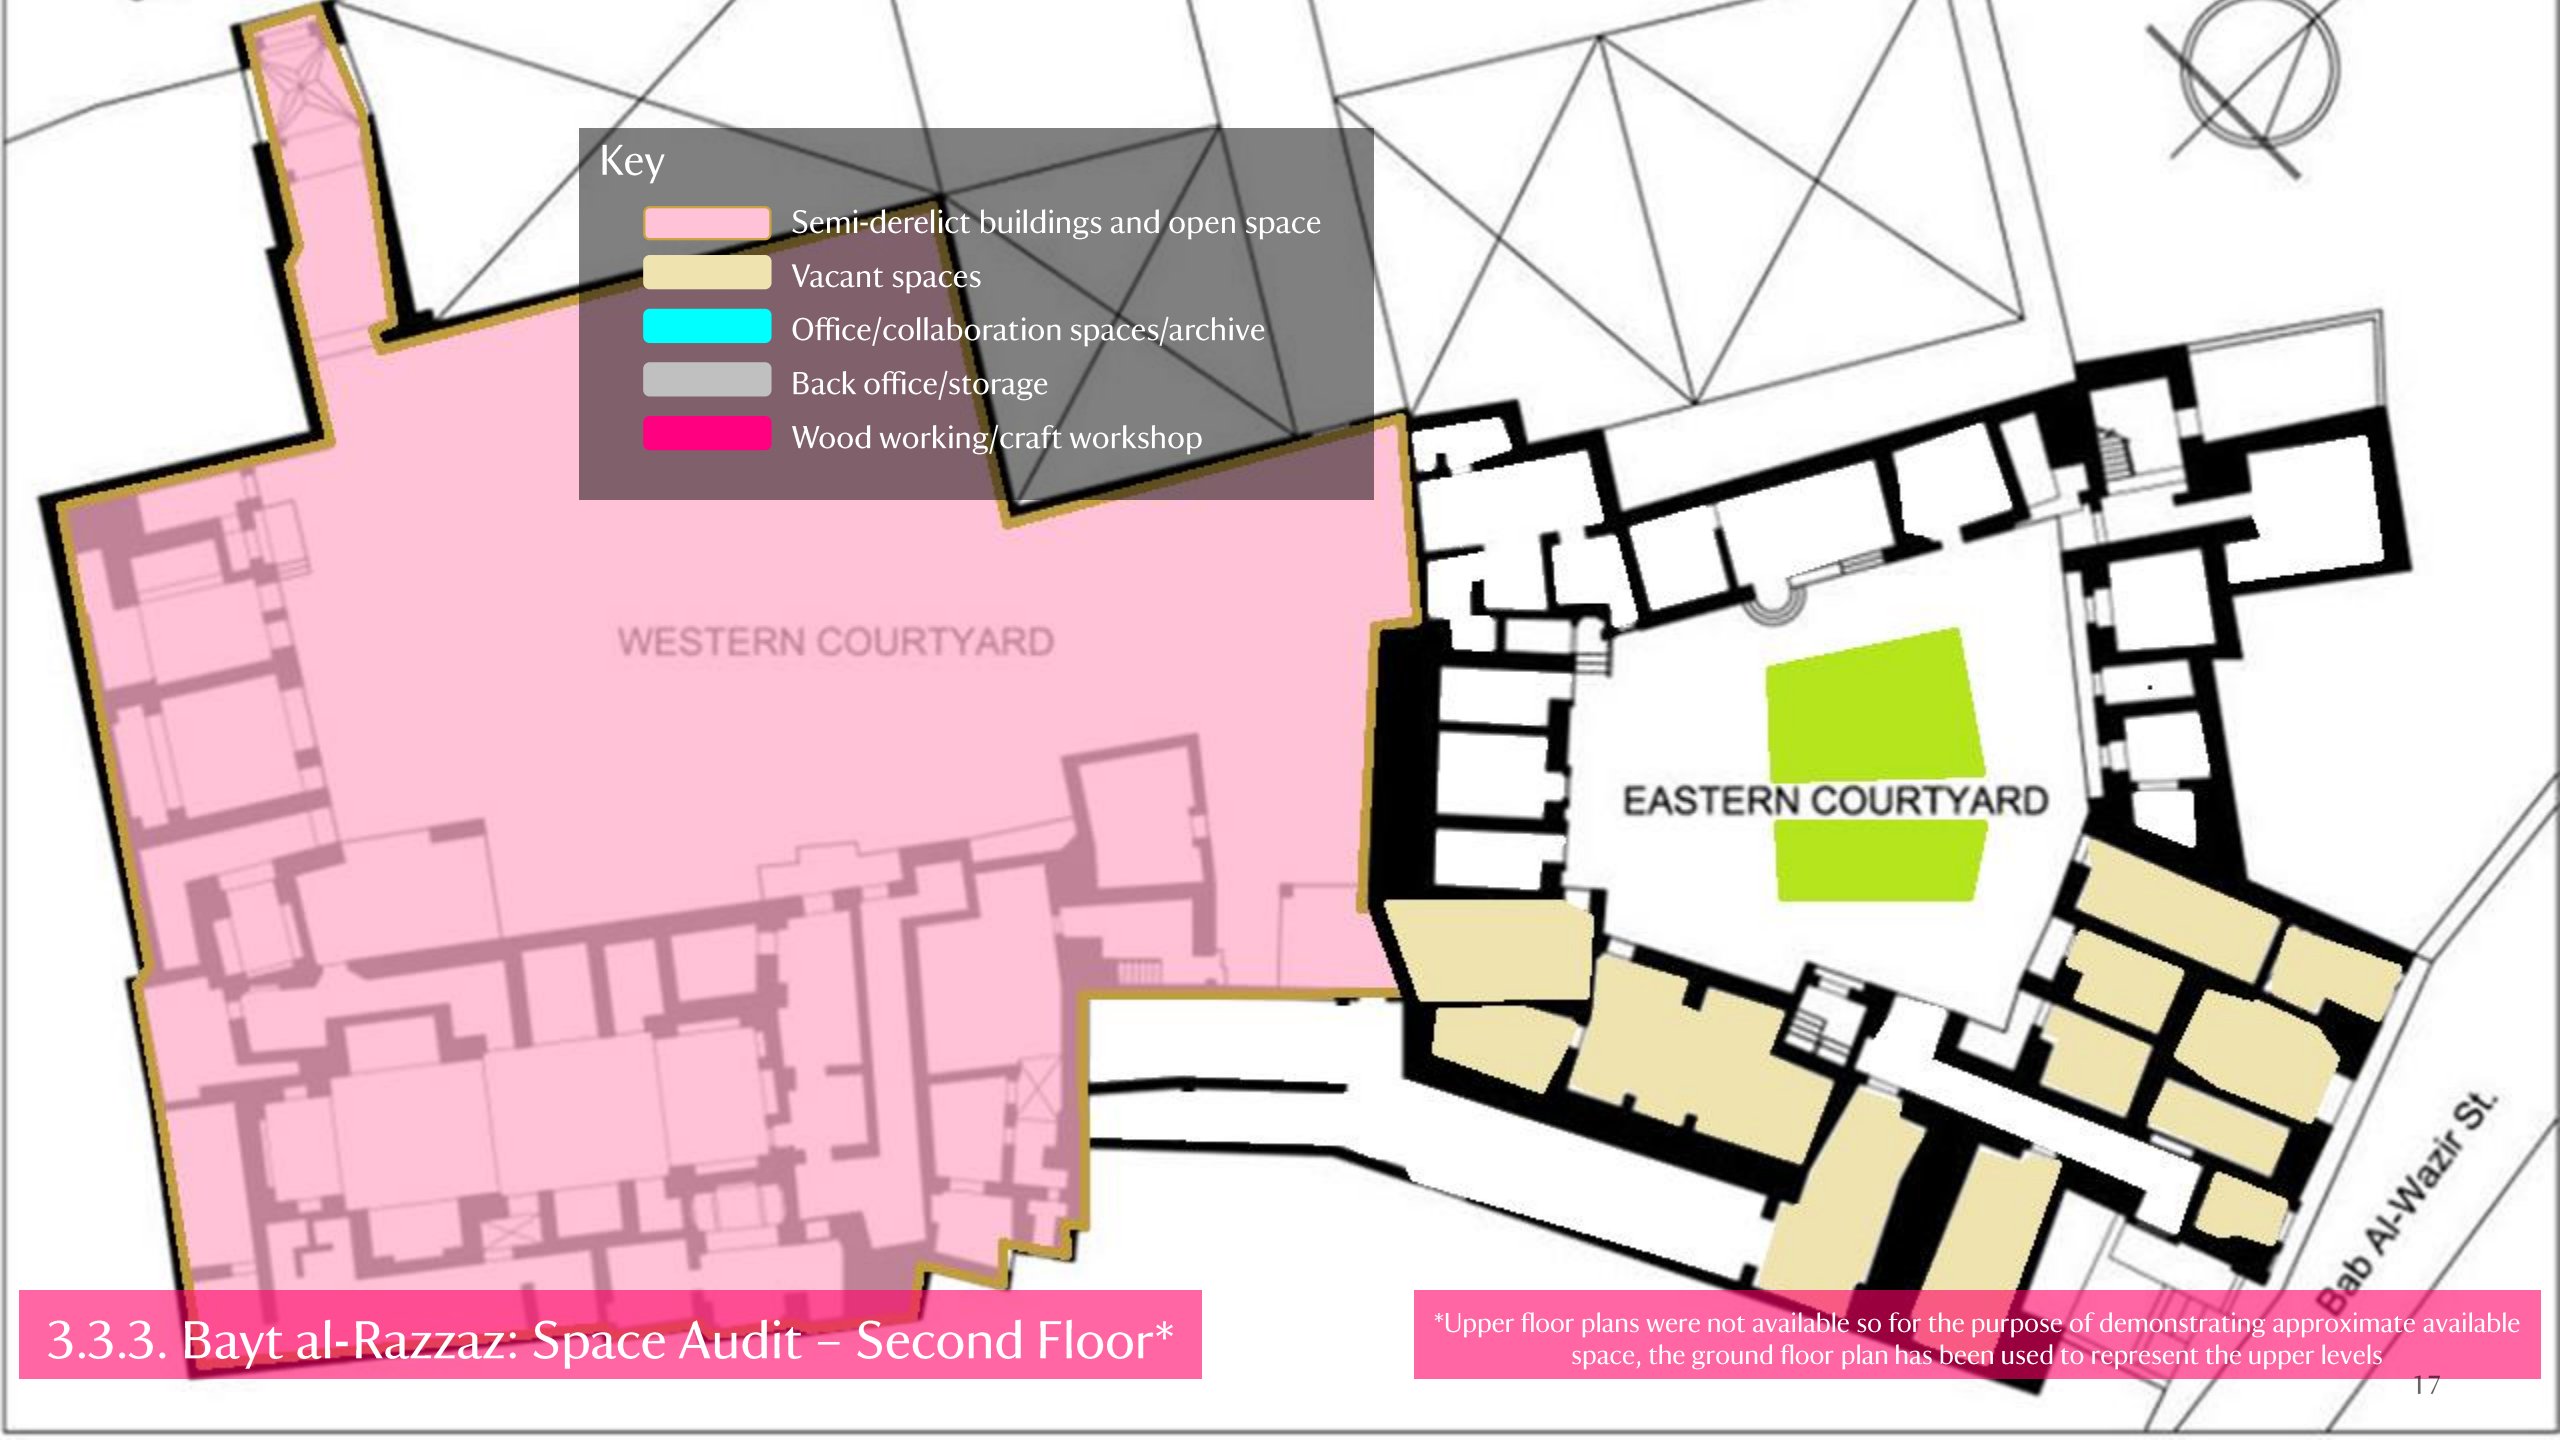 Key
Semi-derelict buildings and open space
Vacant spaces
Office/collaboration spaces/archive
Back office/storage
Wood working/craft workshop
WESTERN COURTYARD
EASTERN COURTYARD
Bab Al-Wazir St.
3.3.3. Bayt al-Razzaz: Space Audit – Second Floor*
*Upper floor plans were not available so for the purpose of demonstrating approximate available
space, the ground floor plan has been used to represent the upper levels
17